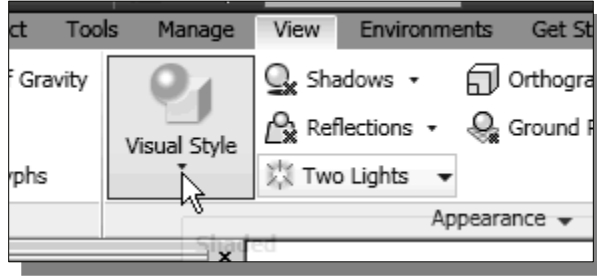 ct Tools Manage View Environments Get St
f Gravity
Shadows
Orthogra
Visual Style
Reflections
Ground R
yphs
Two Lights
Appearance
Shaded